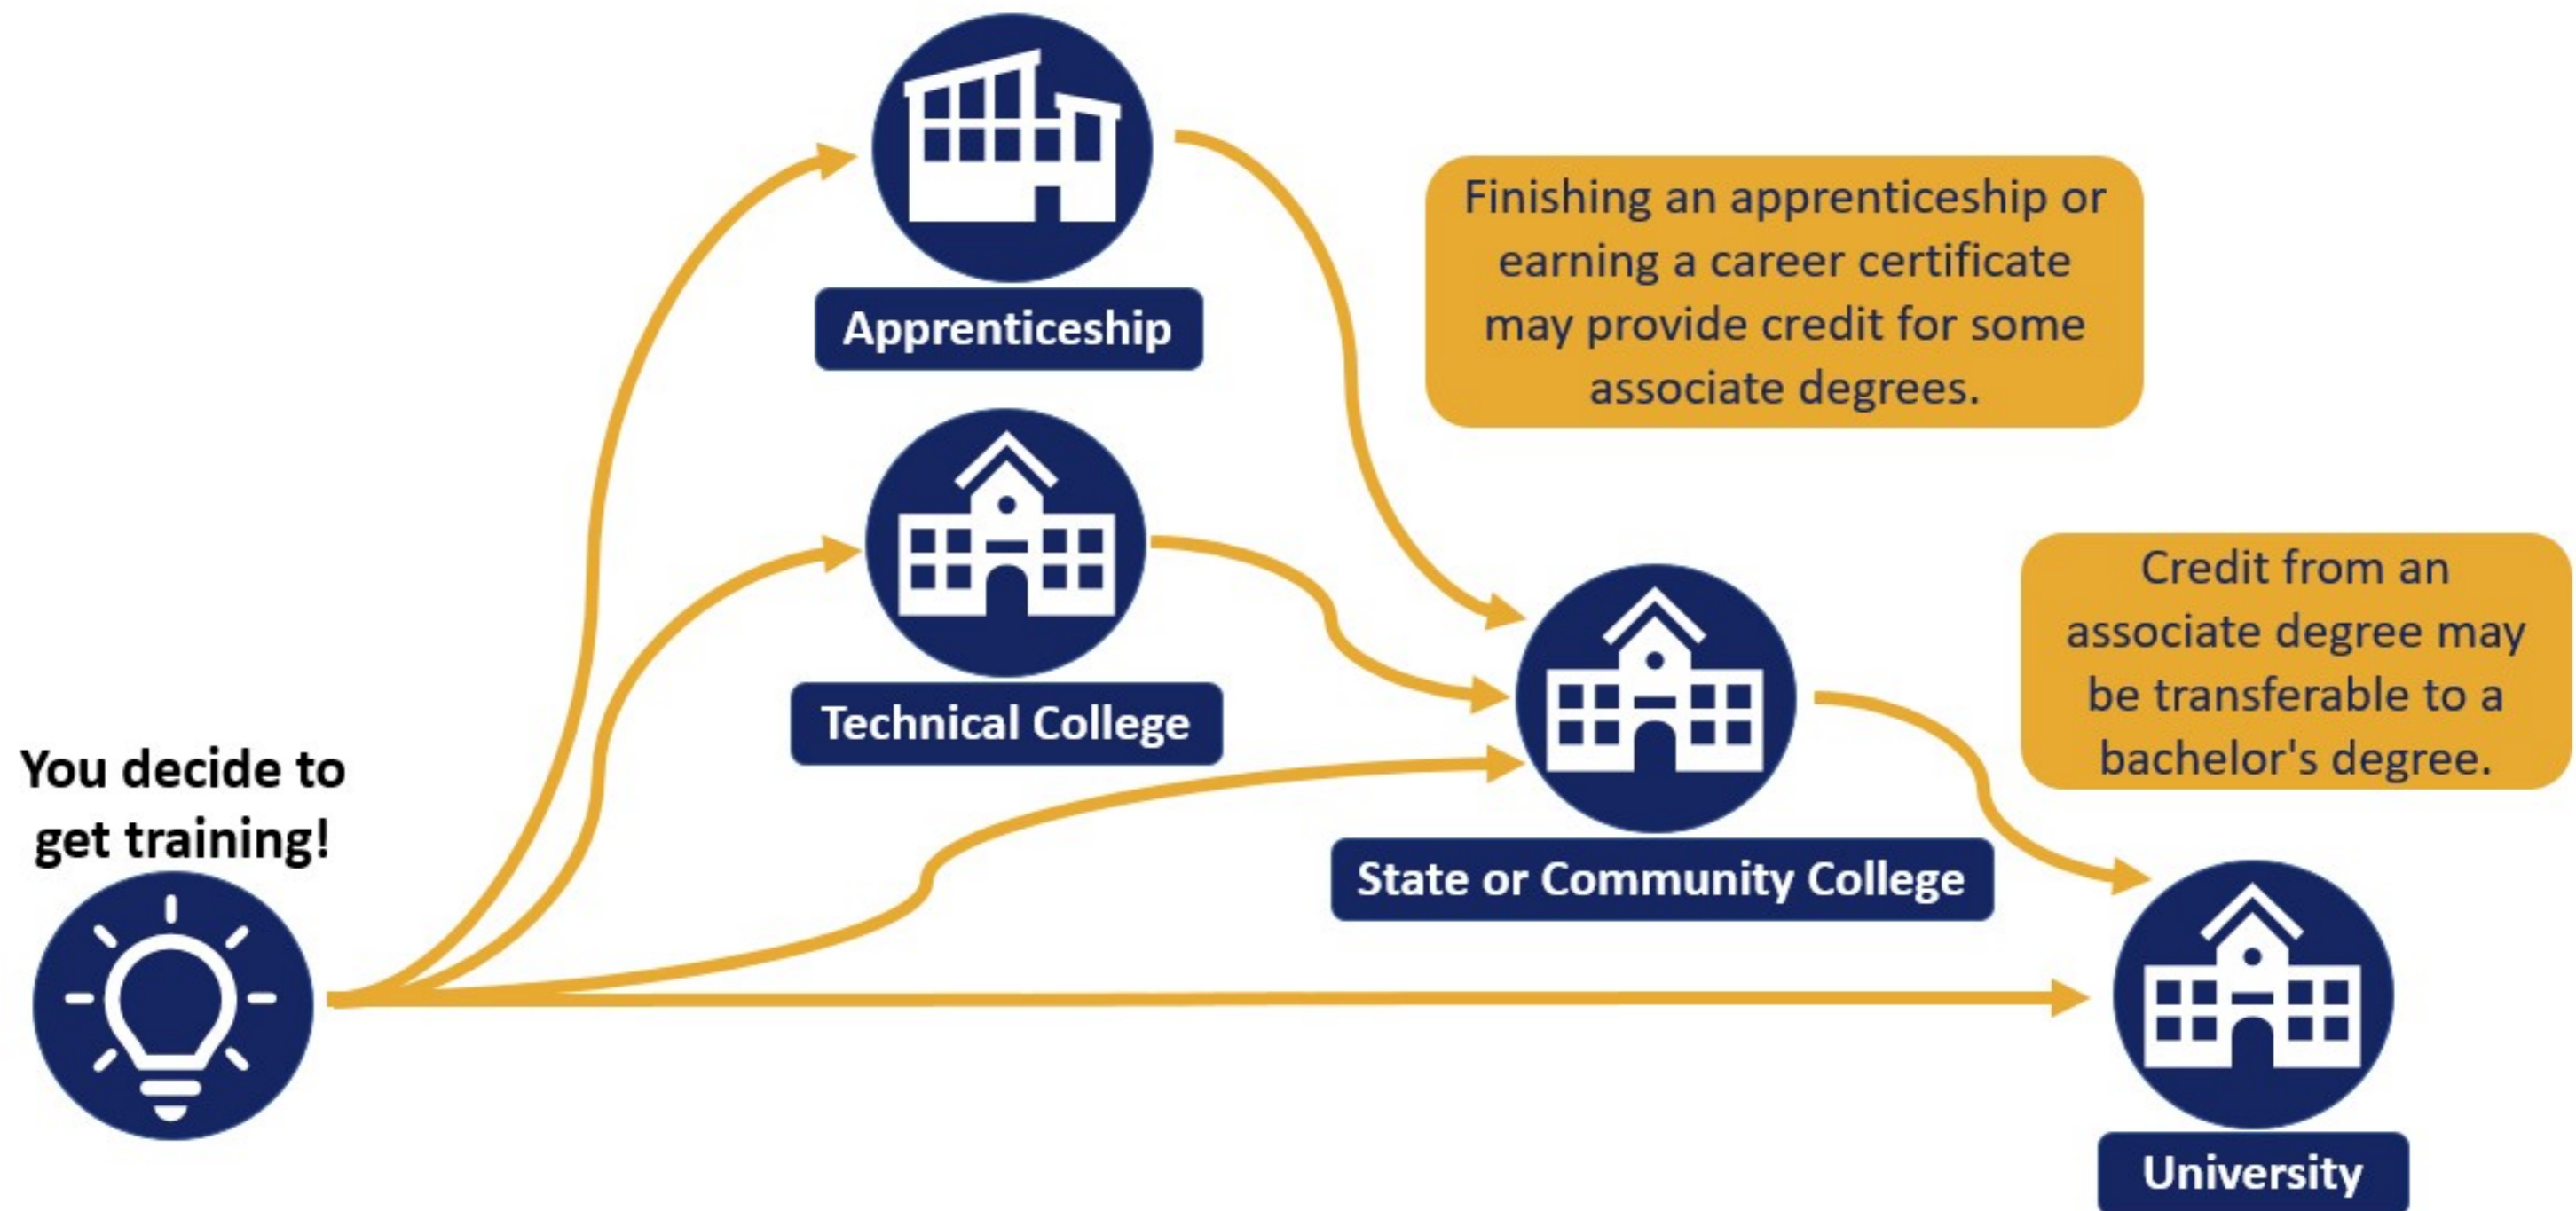 Apprenticeship
Finishing an apprenticeship or
earning a career certificate
may provide credit for some
associate degrees.
Technical College
Credit from an
associate degree may
be transferable to a
bachelor's degree.
You decide to
get training!
State or Community College
University